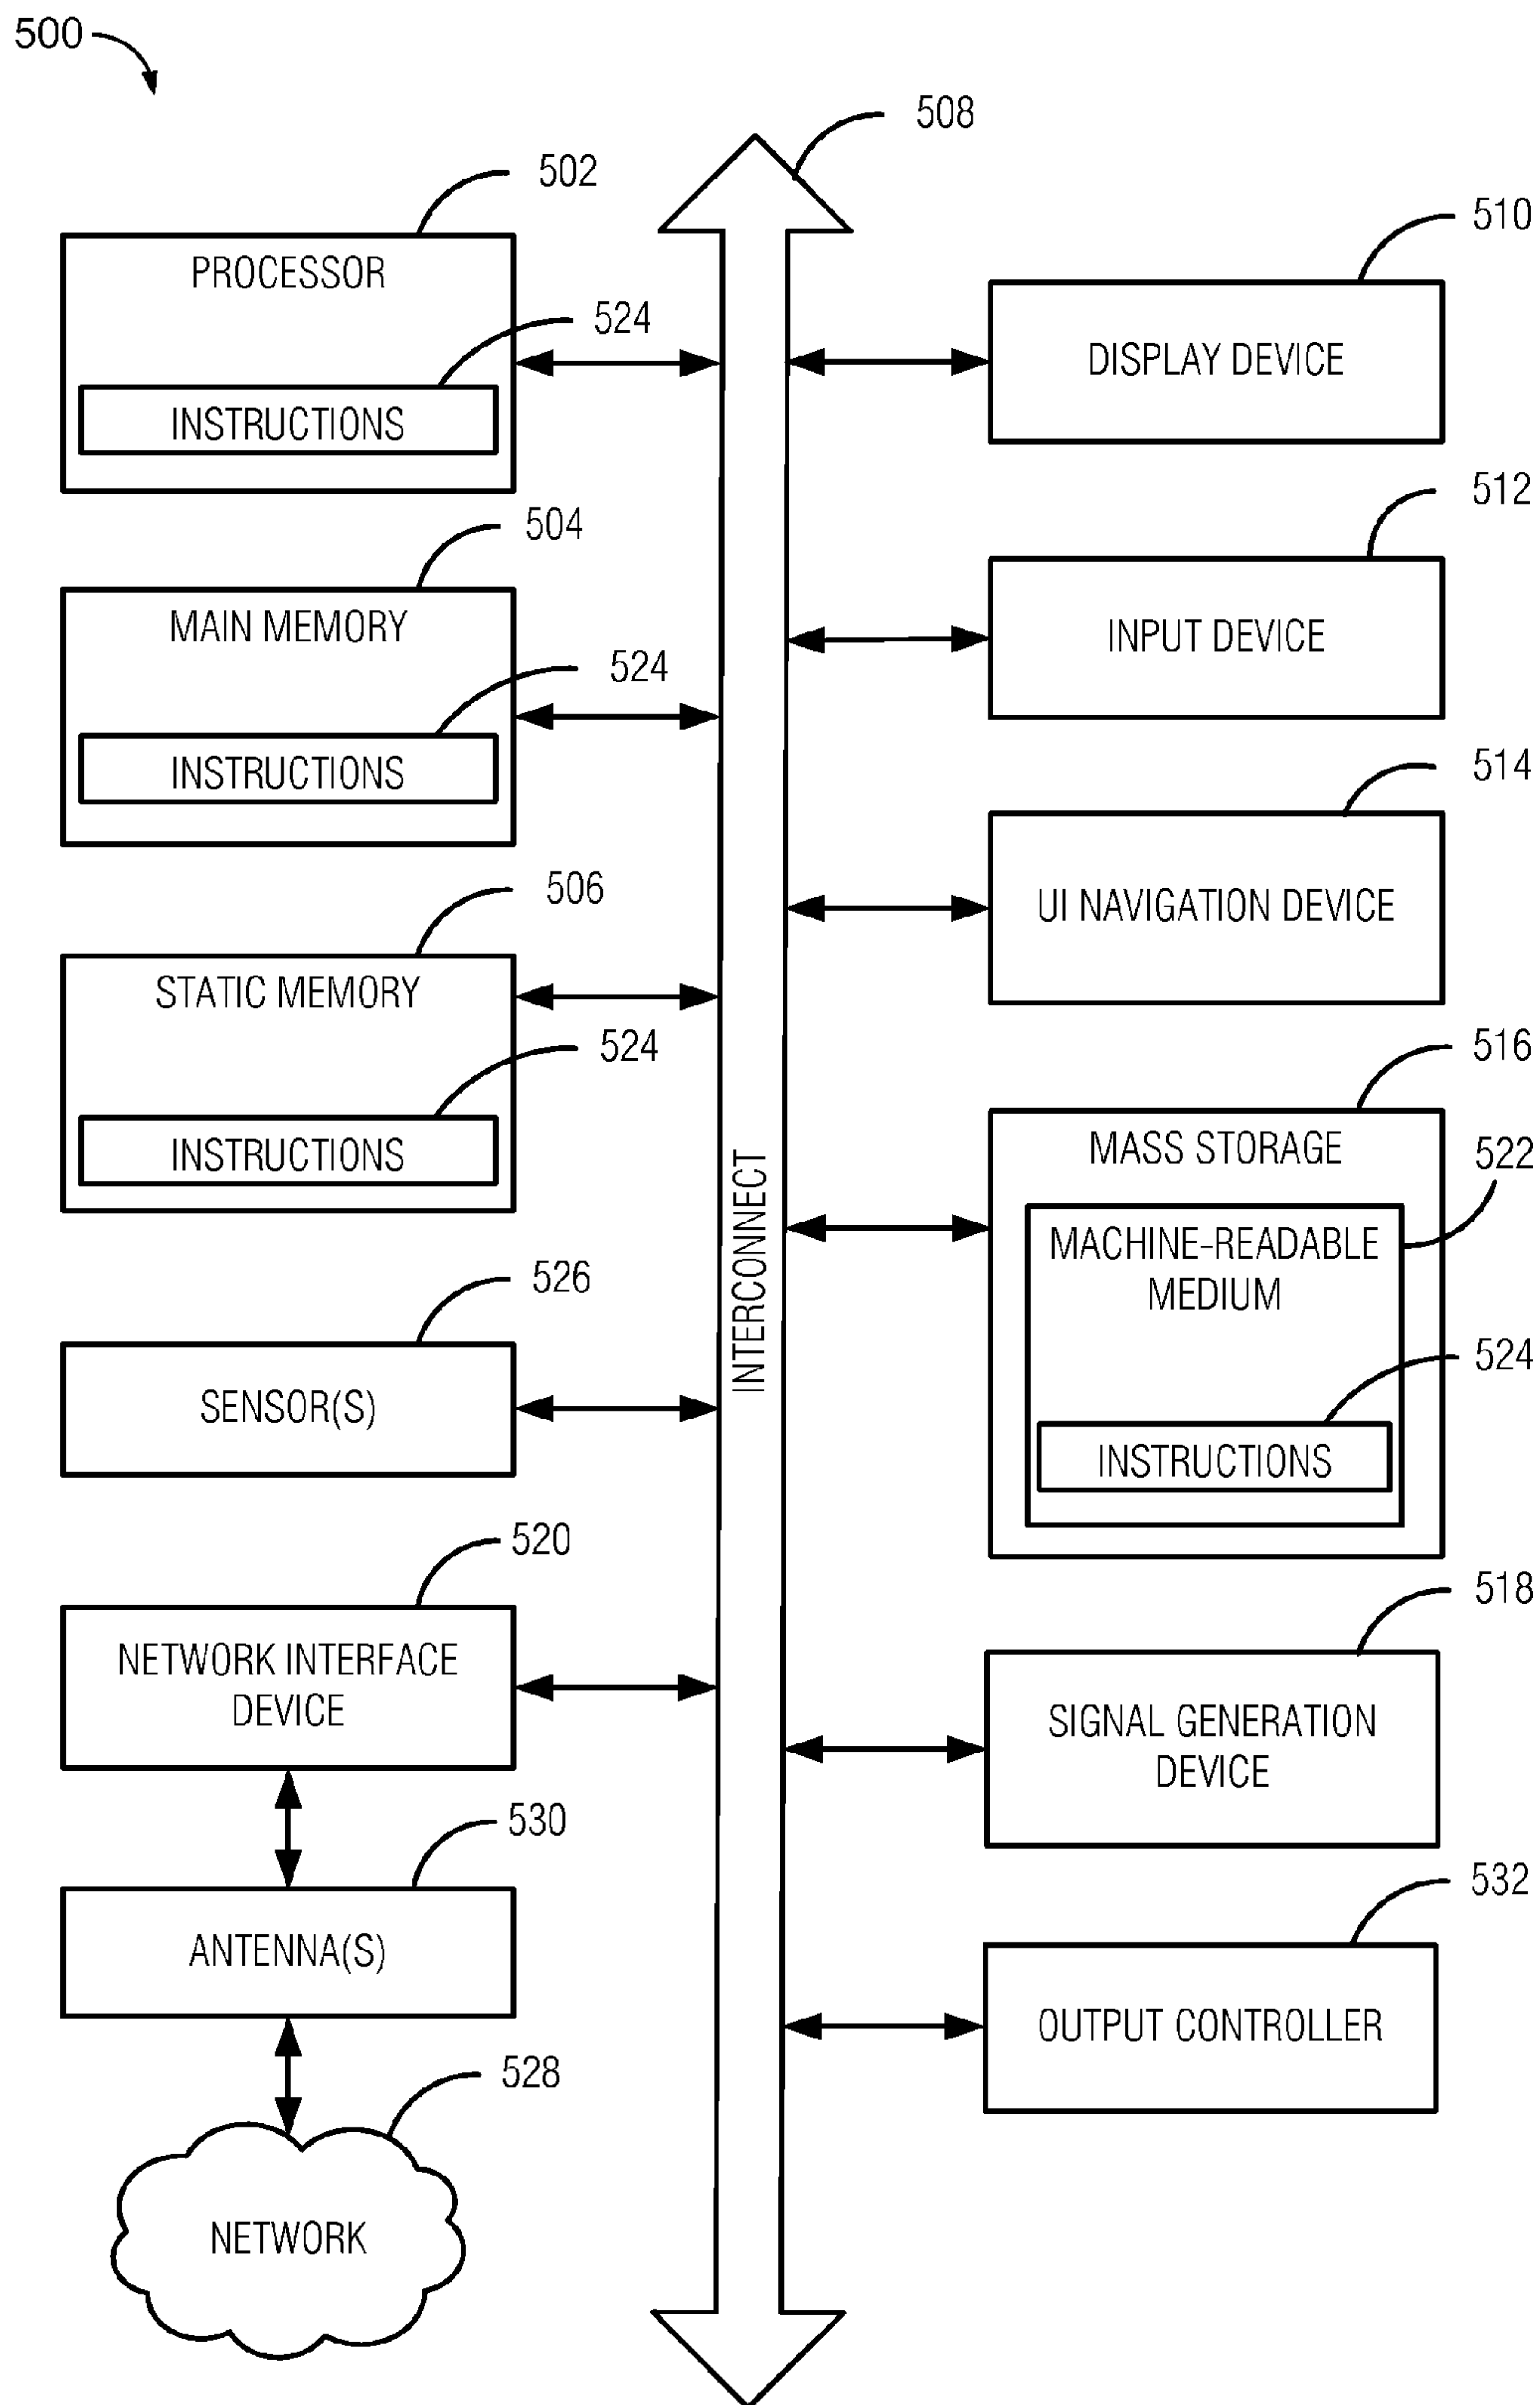 500
508
502
PROCESSOR
524
INSTRUCTIONS
504
MAIN MEMORY
524
INSTRUCTIONS
506
STATIC MEMORY
524
INSTRUCTIONS
526
SENSOR(S)
520
NETWORK INTERFACE
DEVICE
530
ANTENNA(S)
528
NETWORK
INTERCONNECT
510
DISPLAY DEVICE
512
INPUT DEVICE
514
UI NAVIGATION DEVICE
516
MASS STORAGE
522
MACHINE-READABLE
MEDIUM
524
INSTRUCTIONS
518
SIGNAL GENERATION
DEVICE
532
OUTPUT CONTROLLER